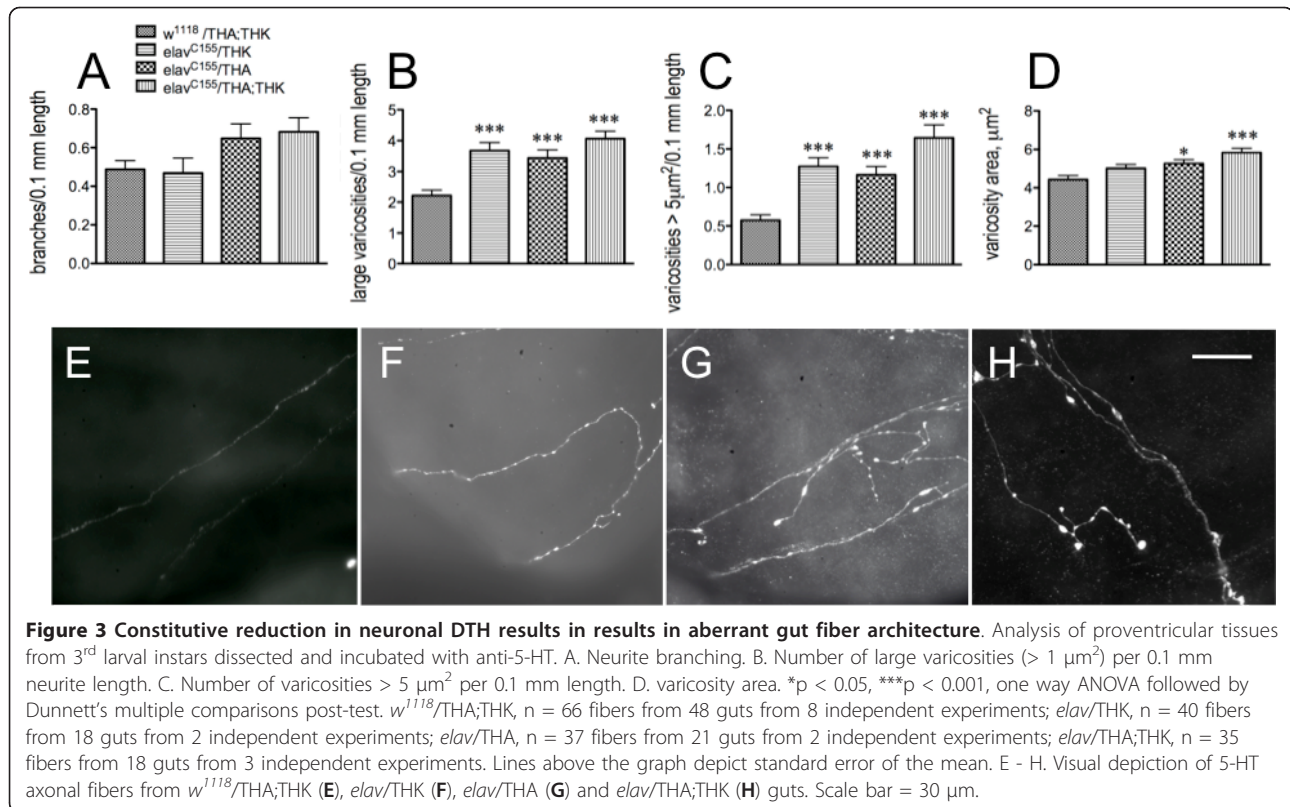 w¹¹¹⁸/THA;THK
elavC¹⁵⁵/THK
elavC¹⁵⁵/THA
elavC¹⁵⁵/THA;THK
A
B
C
D
branches/0.1 mm length
0.8
0.6
0.4
0.2
0.0
large varicosities/0.1 mm length
5
4
3
2
1
0
***
***
***
varicosities > 5μm²/0.1 mm length
2.0
1.5
1.0
0.5
0.0
***
***
***
varicosity area, μm²
8
6
4
2
0
*
***
E
F
G
H
Figure 3 Constitutive reduction in neuronal DTH results in results in aberrant gut fiber architecture. Analysis of proventricular tissues
from 3rd larval instars dissected and incubated with anti-5-HT. A. Neurite branching. B. Number of large varicosities (> 1 μm²) per 0.1 mm
neurite length. C. Number of varicosities > 5 μm² per 0.1 mm length. D. varicosity area. *p < 0.05, ***p < 0.001, one way ANOVA followed by
Dunnett's multiple comparisons post-test. w¹¹¹⁸/THA;THK, n = 66 fibers from 48 guts from 8 independent experiments; elav/THK, n = 40 fibers
from 18 guts from 2 independent experiments; elav/THA, n = 37 fibers from 21 guts from 2 independent experiments; elav/THA;THK, n = 35
fibers from 18 guts from 3 independent experiments. Lines above the graph depict standard error of the mean. E - H. Visual depiction of 5-HT
axonal fibers from w¹¹¹⁸/THA;THK (E), elav/THK (F), elav/THA (G) and elav/THA;THK (H) guts. Scale bar = 30 μm.